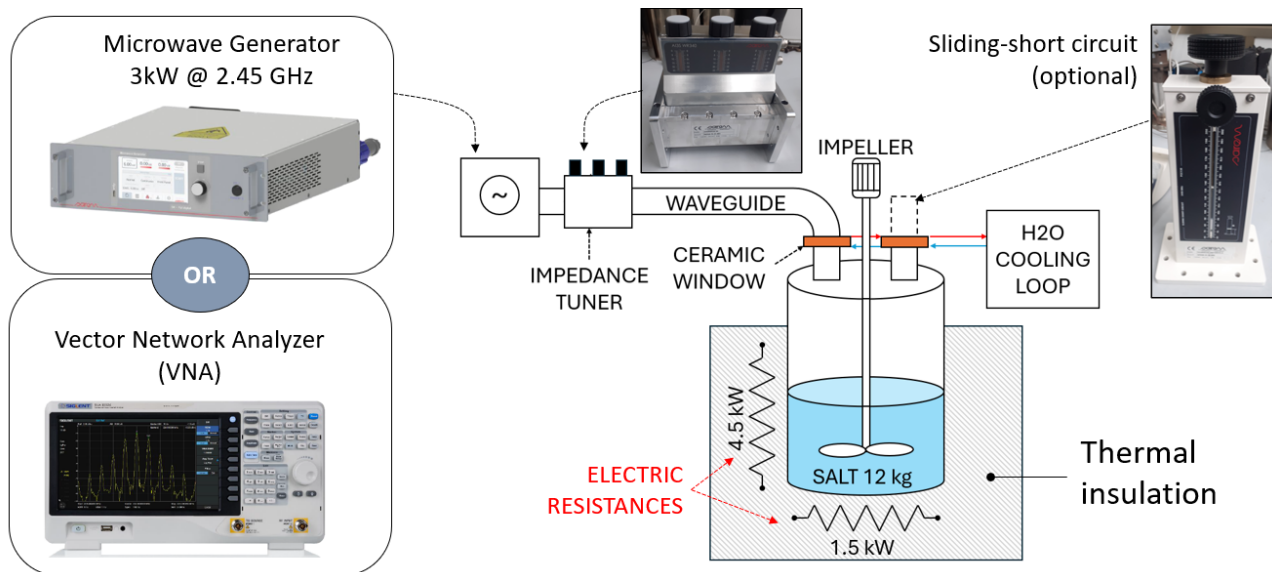 Microwave Generator
3kW @ 2.45 GHz
OR
Vector Network Analyzer
(VNA)
~
IMPEDANCE
TUNER
WAVEGUIDE
CERAMIC
WINDOW
IMPELLER
Sliding-short circuit
(optional)
H2O
COOLING
LOOP
4.5 kW
SALT 12 kg
ELECTRIC
RESISTANCES
1.5 kW
Thermal
insulation